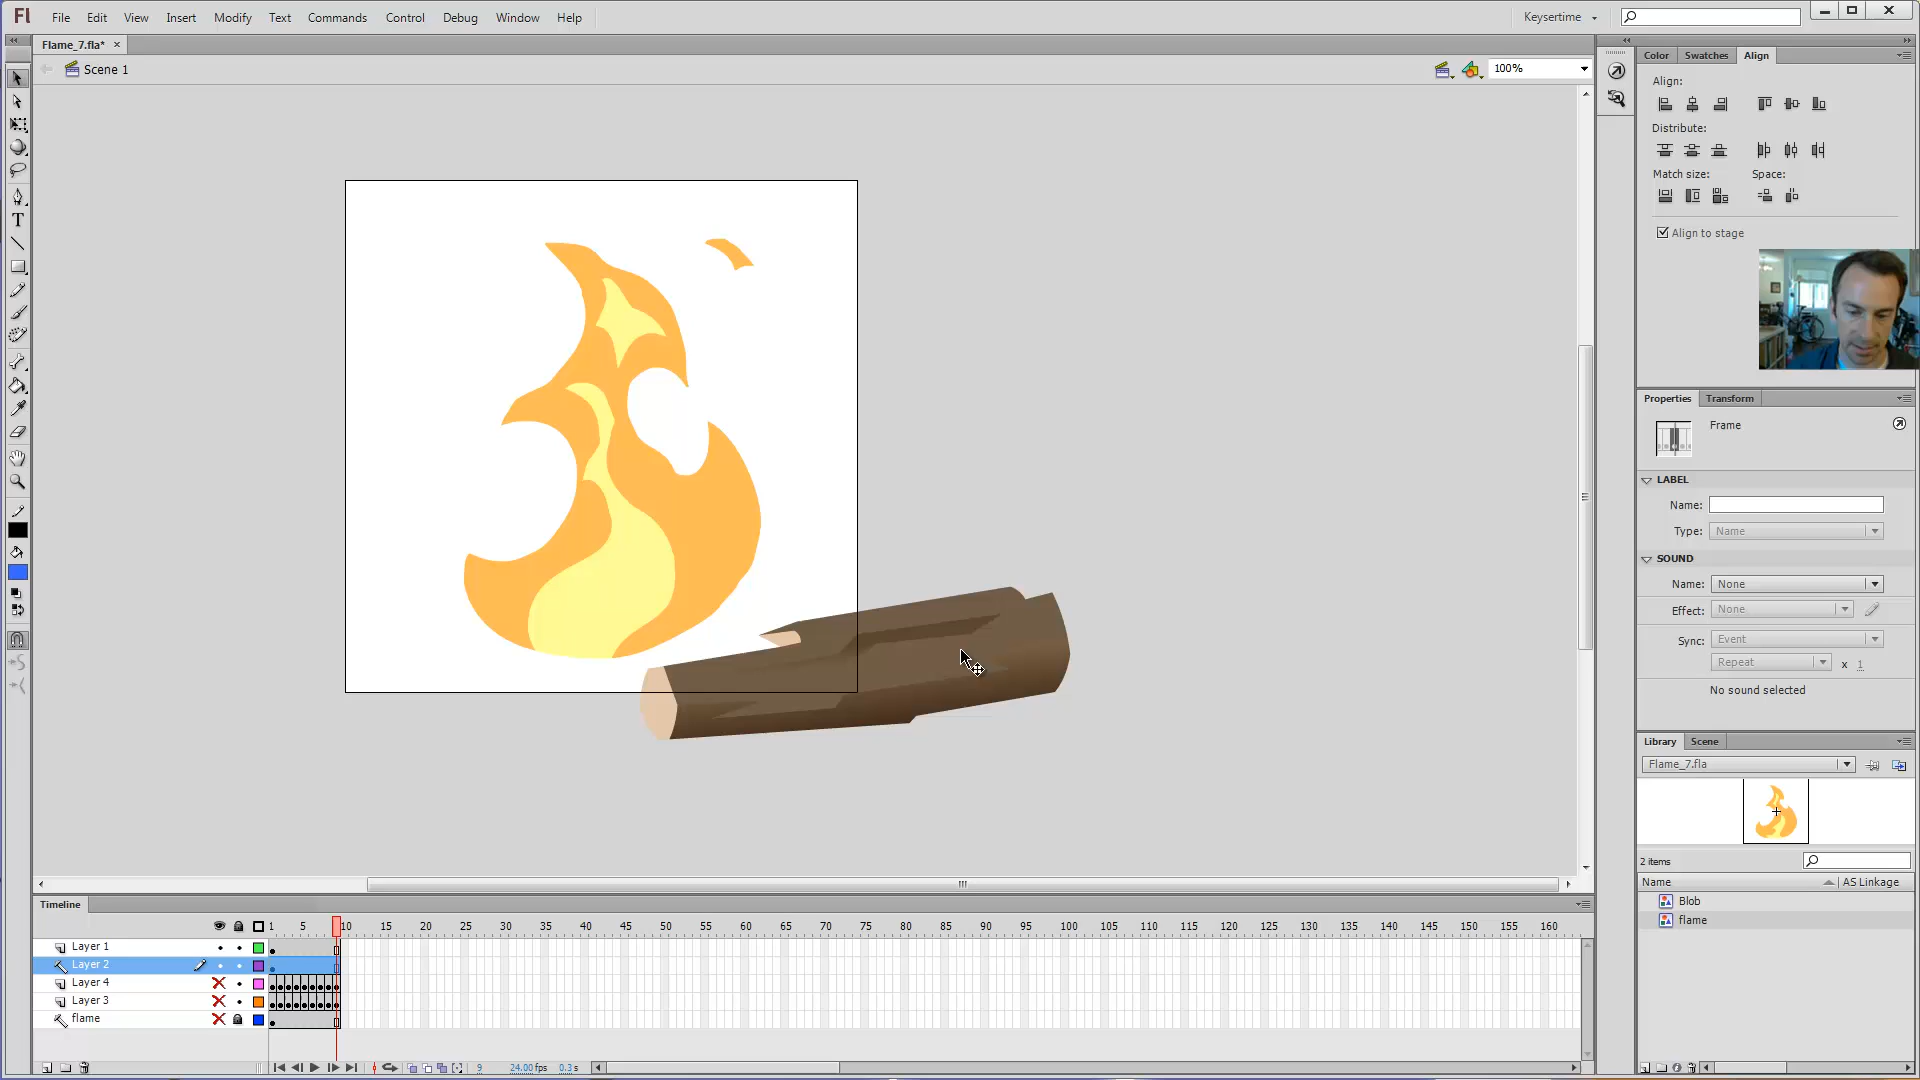 Fl File Edit View Insert Modify Text Commands Control Debug Window Help Keysertime
Flame_7.fla* ×
Scene 1 100%
Color Swatches Align
Align:
Distribute:
Match size: Space:
Align to stage
Properties Transform
Frame
LABEL
Name:
Type: Name
SOUND
Name: None
Effect: None
Sync: Event
Repeat x 1
No sound selected
Library Scene
Flame_7.fla
2 items
Name AS Linkage
Blob
flame
Timeline
1 5 10 15 20 25 30 35 40 45 50 55 60 65 70 75 80 85 90 95 100 105 110 115 120 125 130 135 140 145 150 155 160
Layer 1
Layer 2
Layer 4
Layer 3
flame
9 24.00 fps 0.3 s